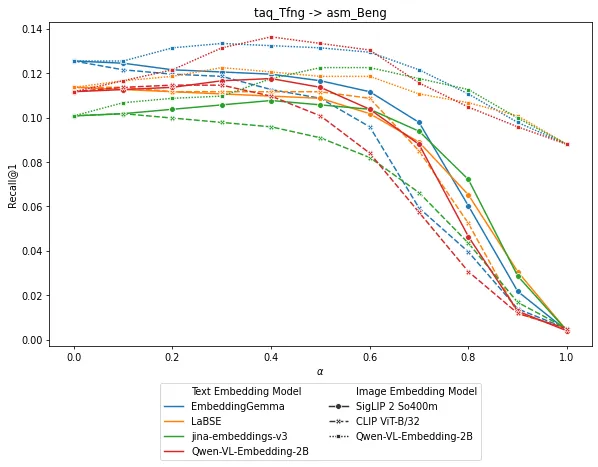 taq_Tfng -> asm_Beng
0.14
0.12
0.10
0.08
0.06
0.04
0.02
0.00
Recall@1
0.0 0.2 0.4 0.6 0.8 1.0
α
Text Embedding Model Image Embedding Model
EmbeddingGemma SigLIP 2 So400m
LaBSE CLIP ViT-B/32
jina-embeddings-v3 Qwen-VL-Embedding-2B
Qwen-VL-Embedding-2B